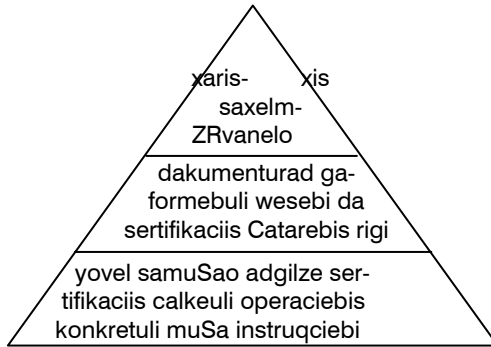 xaris- xis
saxelm-
ZRvanelo
dakumenturad ga-
formebuli wesebi da
sertifikaciis Catarebis rigi
yovel samuSao adgilze ser-
tifikaciis calkeuli operaciebis
konkretuli muSa instruqciebi